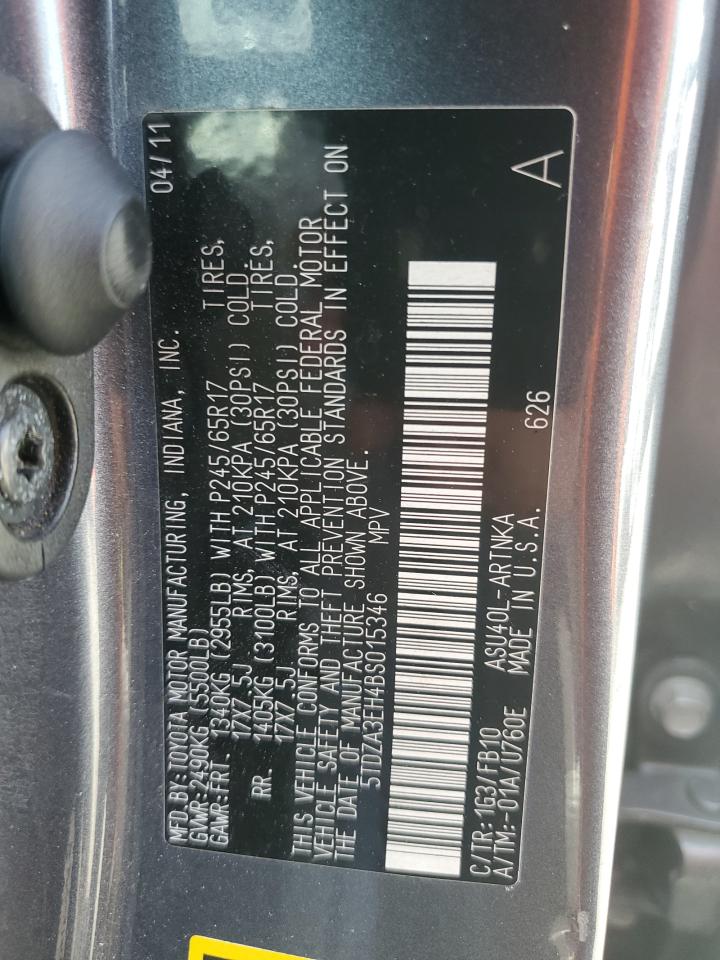 MFD BY: TOYOTA MOTOR MANUFACTURING, INDIANA, INC. 04/11
GVWR:2490KG (5500LB)
GAWR:FRT 1340KG (2955LB) WITH P245/65R17 TIRES,
17X7.5J RIMS, AT 210KPA (30PSI) COLD.
RR. 1405KG (3100LB) WITH P245/65R17 TIRES,
17X7.5J RIMS, AT 210KPA (30PSI) COLD.
THIS VEHICLE CONFORMS TO ALL APPLICABLE FEDERAL MOTOR
VEHICLE SAFETY AND THEFT PREVENTION STANDARDS IN EFFECT ON
THE DATE OF MANUFACTURE SHOWN ABOVE.
5TDZA3EH4BS015346 MPV
C/TR:1G3/FB10 ASU40L-ARTNKA
A/TM:-01A/U760E MADE IN U.S.A. 626
A